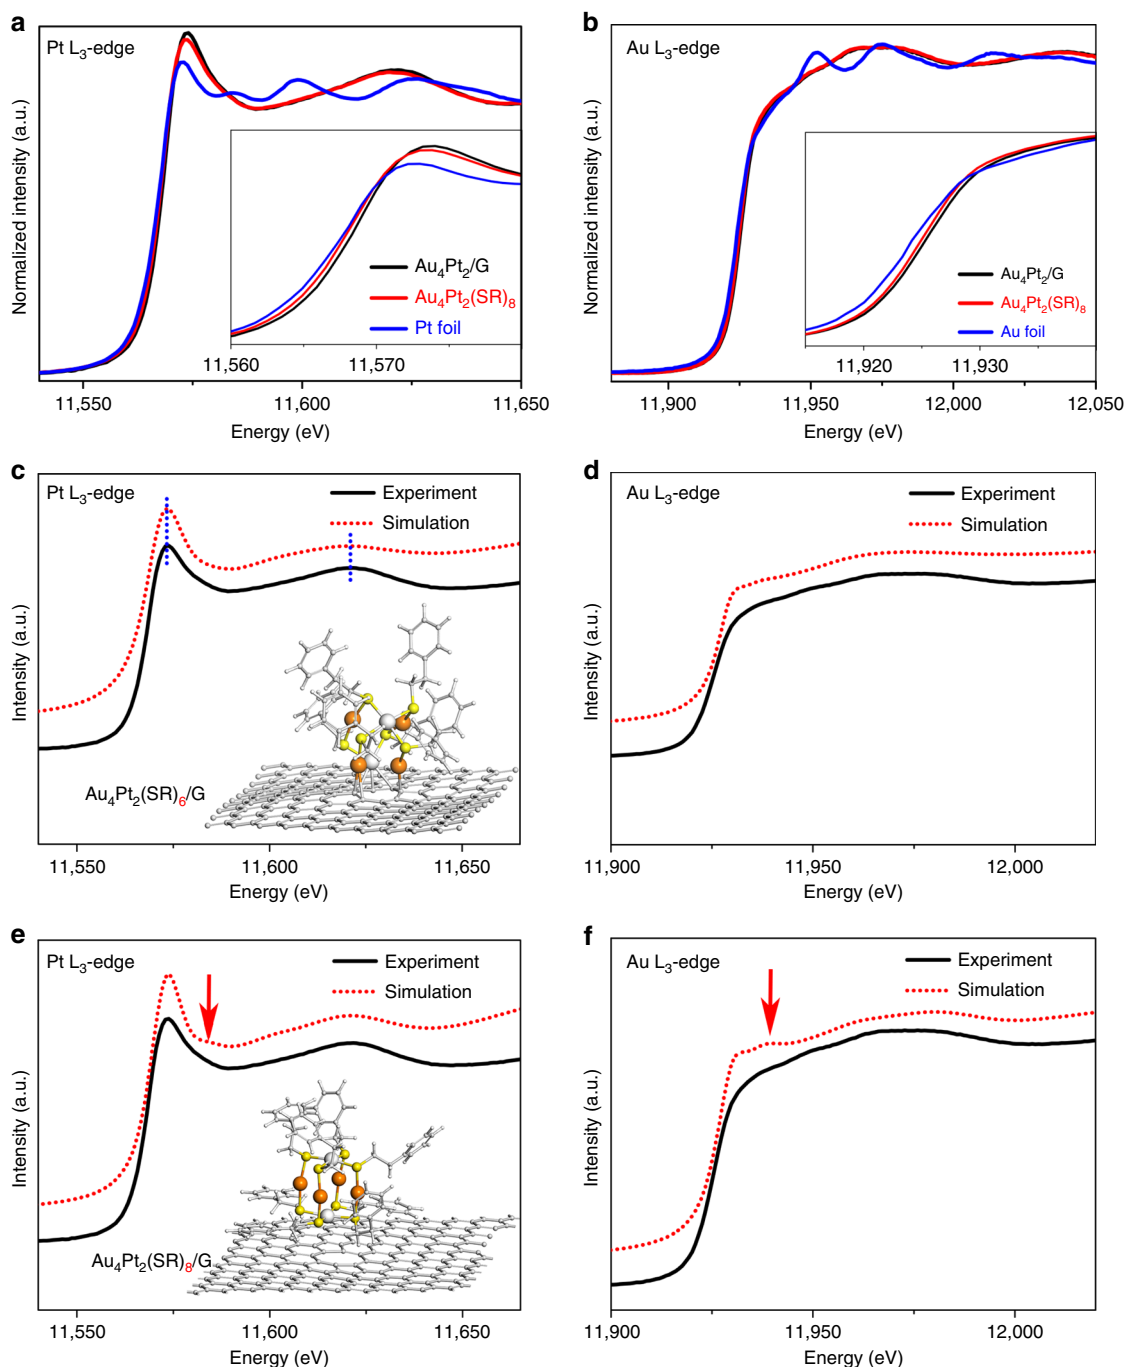 a
Pt L₃-edge
Normalized intensity (a.u.)
Au₄Pt₂/G
Au₄Pt₂(SR)₈
Pt foil
11,560
11,570
11,550
11,600
11,650
Energy (eV)
b
Au L₃-edge
Normalized intensity (a.u.)
Au₄Pt₂/G
Au₄Pt₂(SR)₈
Au foil
11,920
11,930
11,900
11,950
12,000
12,050
Energy (eV)
c
Pt L₃-edge
Experiment
Simulation
Intensity (a.u.)
Au₄Pt₂(SR)₆/G
11,550
11,600
11,650
Energy (eV)
d
Au L₃-edge
Experiment
Simulation
Intensity (a.u.)
11,900
11,950
12,000
Energy (eV)
e
Pt L₃-edge
Experiment
Simulation
Intensity (a.u.)
Au₄Pt₂(SR)₈/G
11,550
11,600
11,650
Energy (eV)
f
Au L₃-edge
Experiment
Simulation
Intensity (a.u.)
11,900
11,950
12,000
Energy (eV)